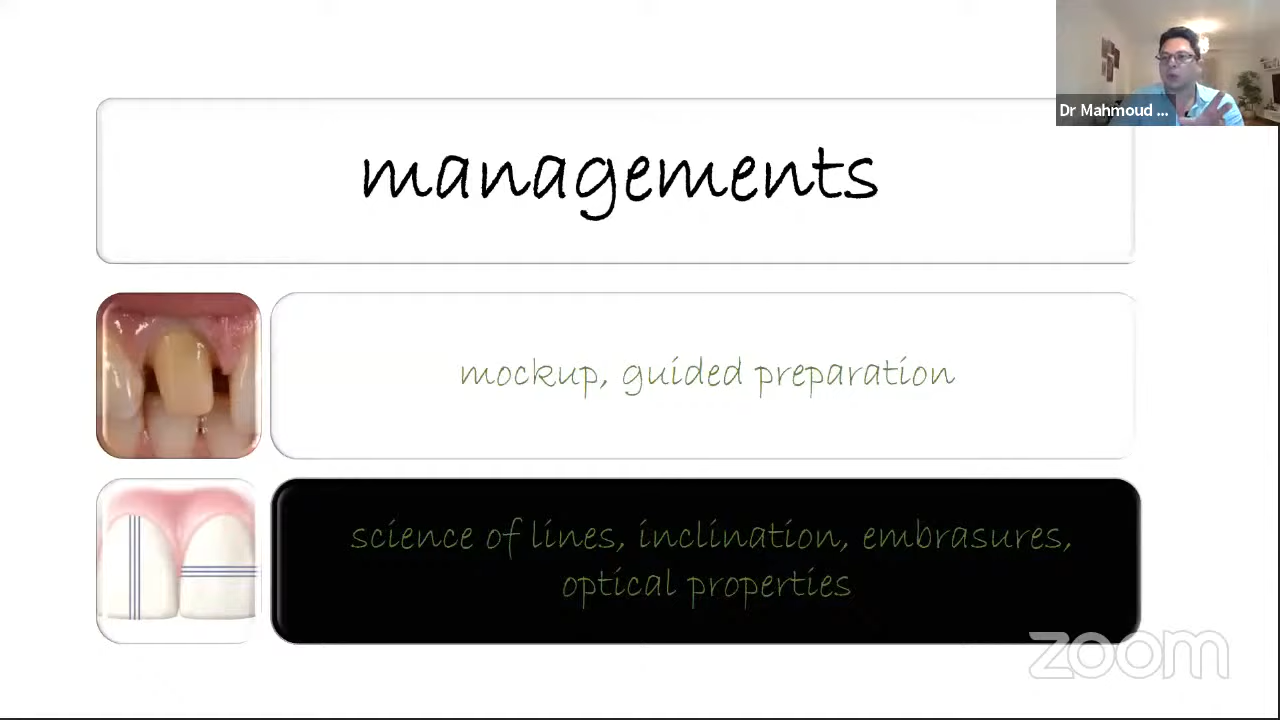 Dr Mahmoud ...
managements
mockup, guided preparation
science of lines, inclination, embrasures,
optical properties
zoom